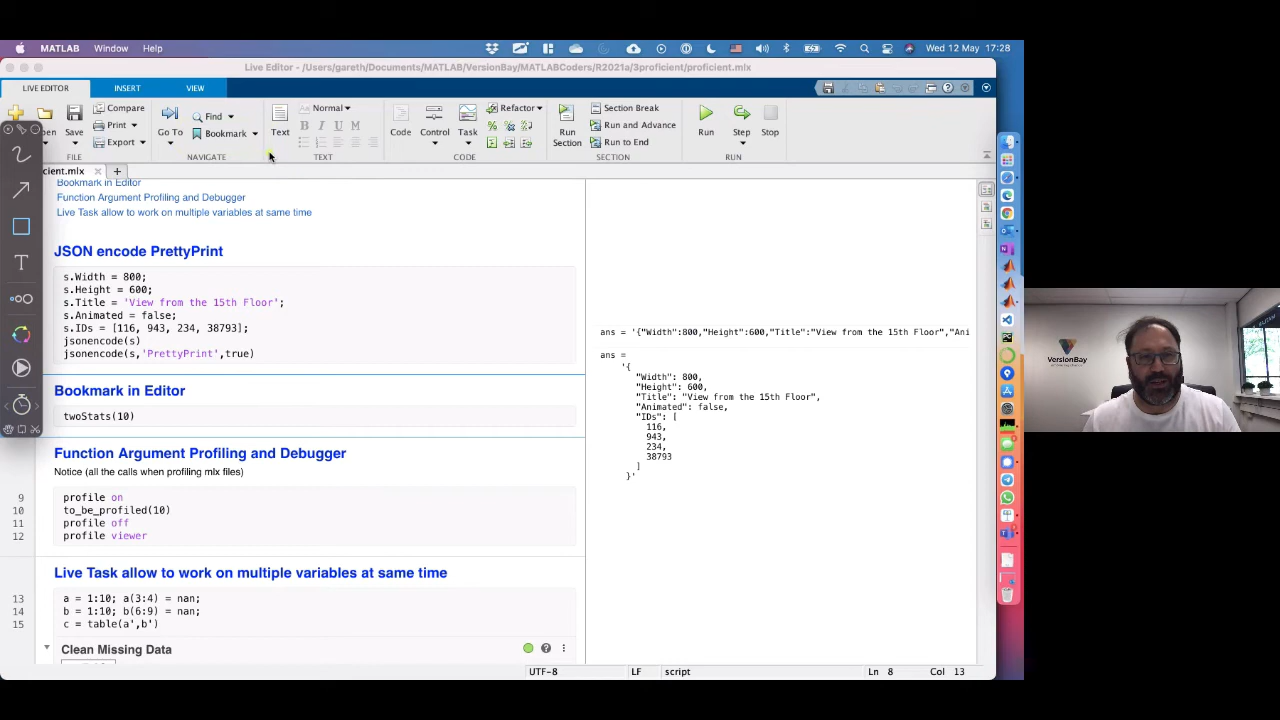 MATLAB Window Help Wed 12 May 17:28
Live Editor - /Users/gareth/Documents/MATLAB/VersionBay/MATLABCoders/R2021a/3proficient/proficient.mlx
LIVE EDITOR INSERT VIEW
Compare Find Normal Refactor Section Break
Print Bookmark B I U M Run and Advance
Save Export Go To Text Code Control Task Run Section Run to End Run Step Stop
FILE NAVIGATE TEXT CODE SECTION RUN
cient.mlx
Bookmark in Editor
Function Argument Profiling and Debugger
Live Task allow to work on multiple variables at same time
JSON encode PrettyPrint
s.Width = 800;
s.Height = 600;
s.Title = 'View from the 15th Floor';
s.Animated = false;
s.IDs = [116, 943, 234, 38793];
jsonencode(s)
jsonencode(s,'PrettyPrint',true)
Bookmark in Editor
twoStats(10)
Function Argument Profiling and Debugger
Notice (all the calls when profiling mlx files)
9 profile on
10 to_be_profiled(10)
11 profile off
12 profile viewer
Live Task allow to work on multiple variables at same time
13 a = 1:10; a(3:4) = nan;
14 b = 1:10; b(6:9) = nan;
15 c = table(a',b')
Clean Missing Data
ans = '{"Width":800,"Height":600,"Title":"View from the 15th Floor","Ani
ans =
'{
"Width": 800,
"Height": 600,
"Title": "View from the 15th Floor",
"Animated": false,
"IDs": [
116,
943,
234,
38793
]
}'
UTF-8 LF script Ln 8 Col 13
VersionBay